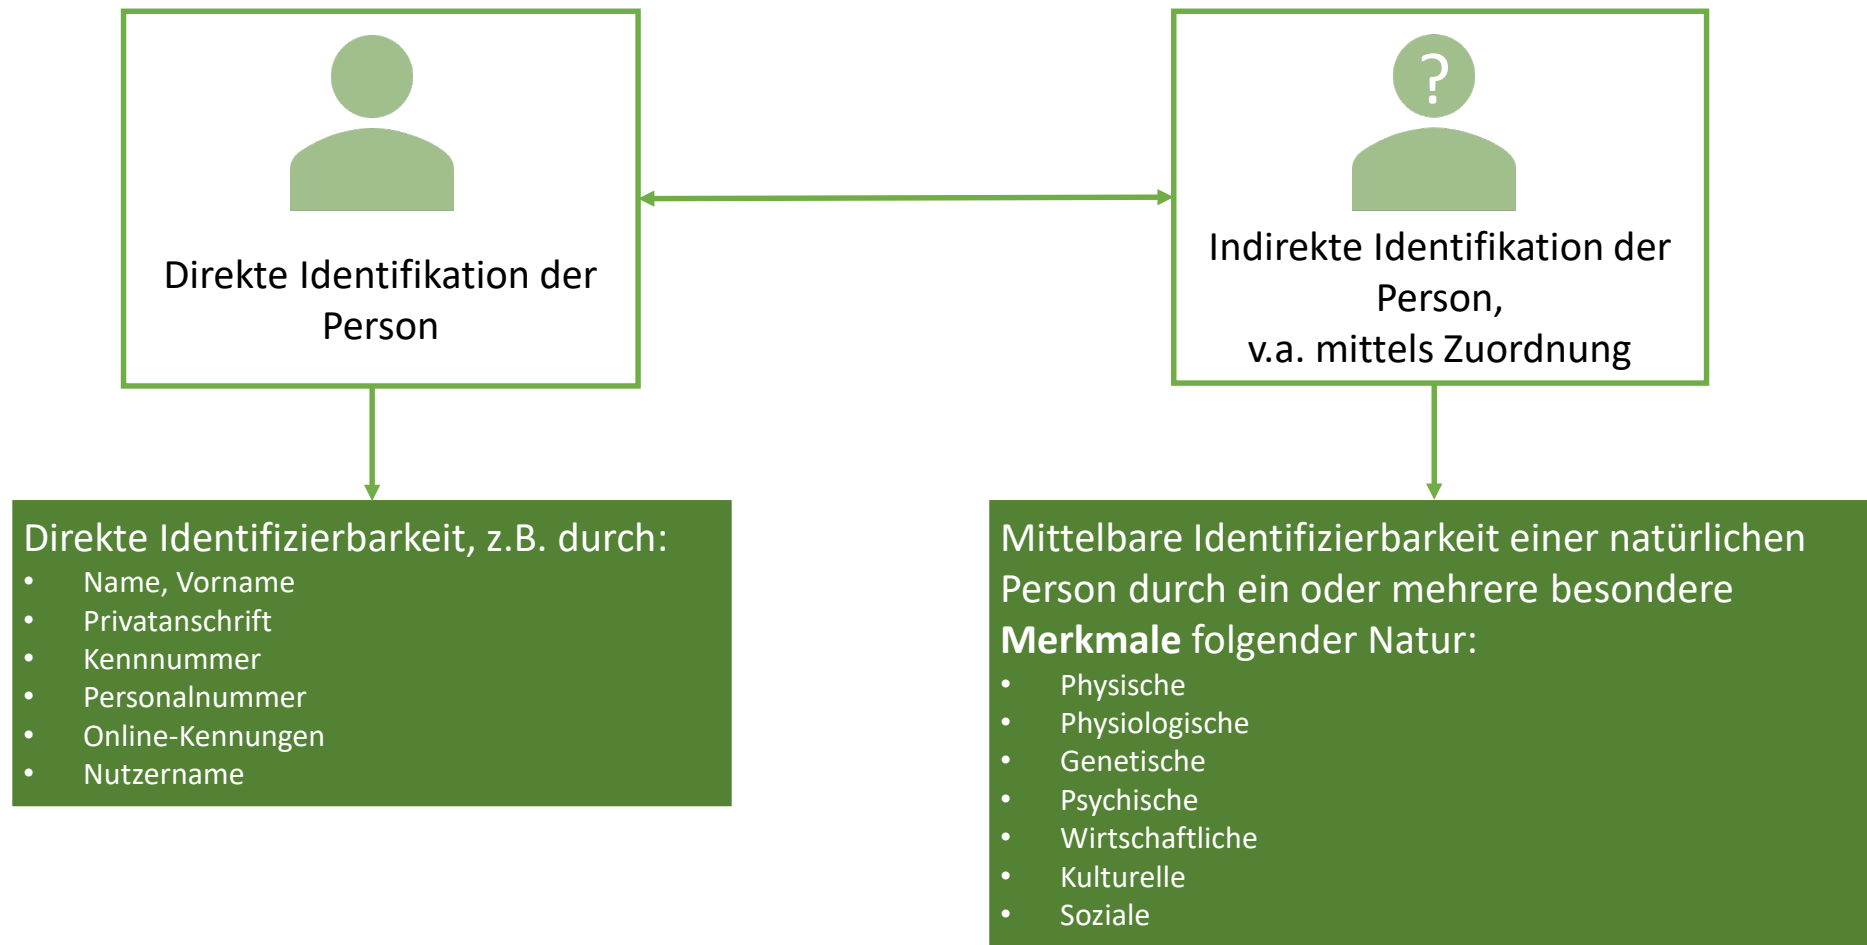 Direkte Identifikation der
Person
?
Indirekte Identifikation der
Person,
v.a. mittels Zuordnung
Direkte Identifizierbarkeit, z.B. durch:
• Name, Vorname
• Privatanschrift
• Kennnummer
• Personalnummer
• Online-Kennungen
• Nutzername
Mittelbare Identifizierbarkeit einer natürlichen
Person durch ein oder mehrere besondere
Merkmale folgender Natur:
• Physische
• Physiologische
• Genetische
• Psychische
• Wirtschaftliche
• Kulturelle
• Soziale